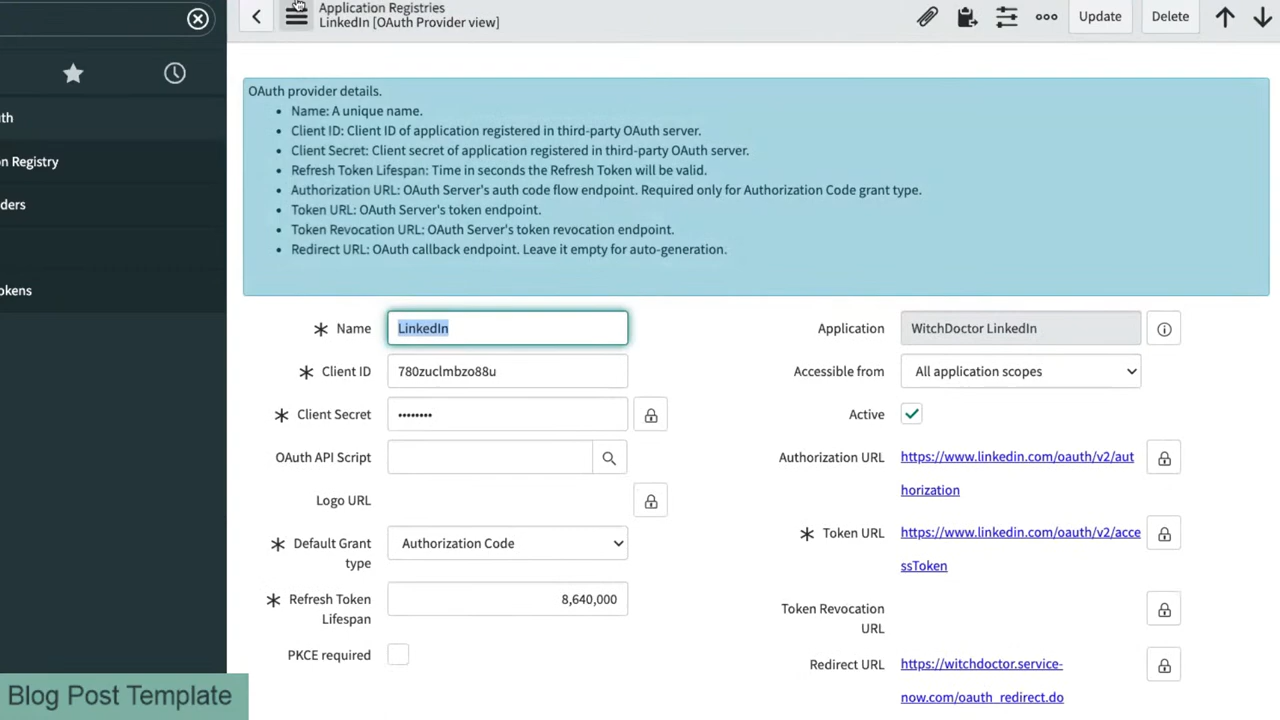 Application Registries
LinkedIn [OAuth Provider view]
Update
Delete
th
n Registry
ders
okens
OAuth provider details.
• Name: A unique name.
• Client ID: Client ID of application registered in third-party OAuth server.
• Client Secret: Client secret of application registered in third-party OAuth server.
• Refresh Token Lifespan: Time in seconds the Refresh Token will be valid.
• Authorization URL: OAuth Server's auth code flow endpoint. Required only for Authorization Code grant type.
• Token URL: OAuth Server's token endpoint.
• Token Revocation URL: OAuth Server's token revocation endpoint.
• Redirect URL: OAuth callback endpoint. Leave it empty for auto-generation.
Name
LinkedIn
Client ID
780zuclmbzo88u
Client Secret
••••••••
OAuth API Script
Logo URL
Default Grant
type
Authorization Code
Refresh Token
Lifespan
8,640,000
PKCE required
Application
WitchDoctor LinkedIn
Accessible from
All application scopes
Active
Authorization URL
https://www.linkedin.com/oauth/v2/aut
horization
Token URL
https://www.linkedin.com/oauth/v2/acce
ssToken
Token Revocation
URL
Redirect URL
https://witchdoctor.service-
now.com/oauth_redirect.do
Blog Post Template